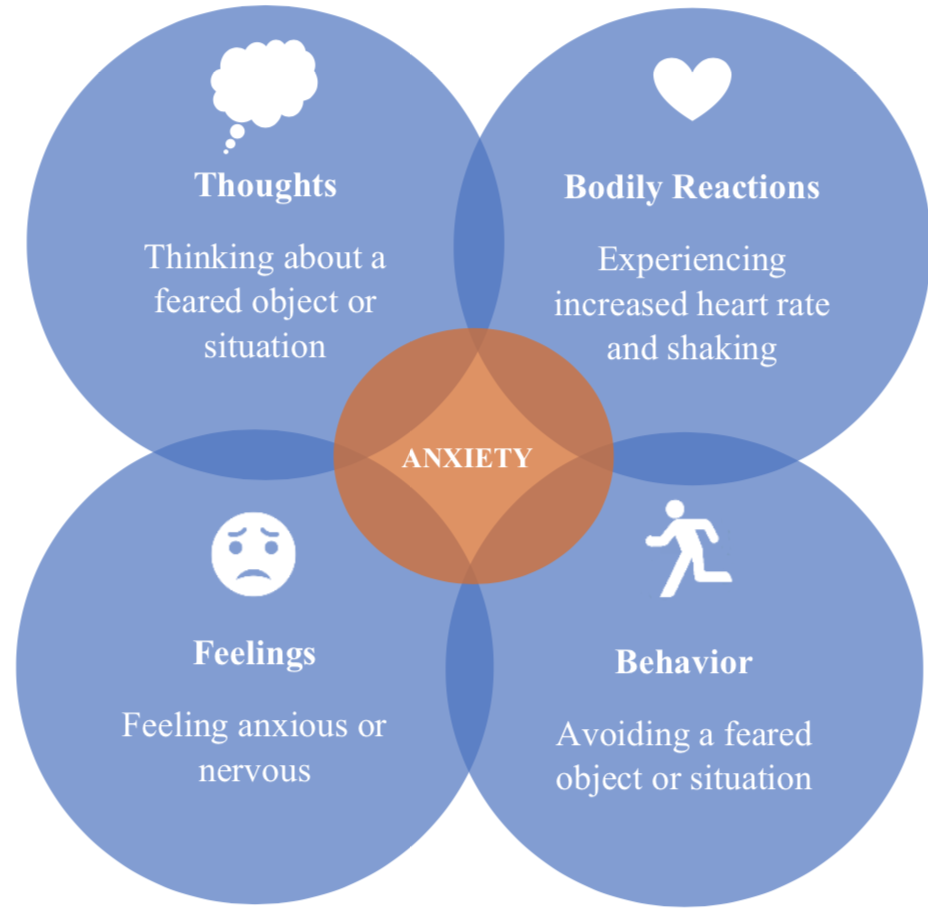 Thoughts
Thinking about a
feared object or
situation
Bodily Reactions
Experiencing
increased heart rate
and shaking
ANXIETY
Feelings
Feeling anxious or
nervous
Behavior
Avoiding a feared
object or situation